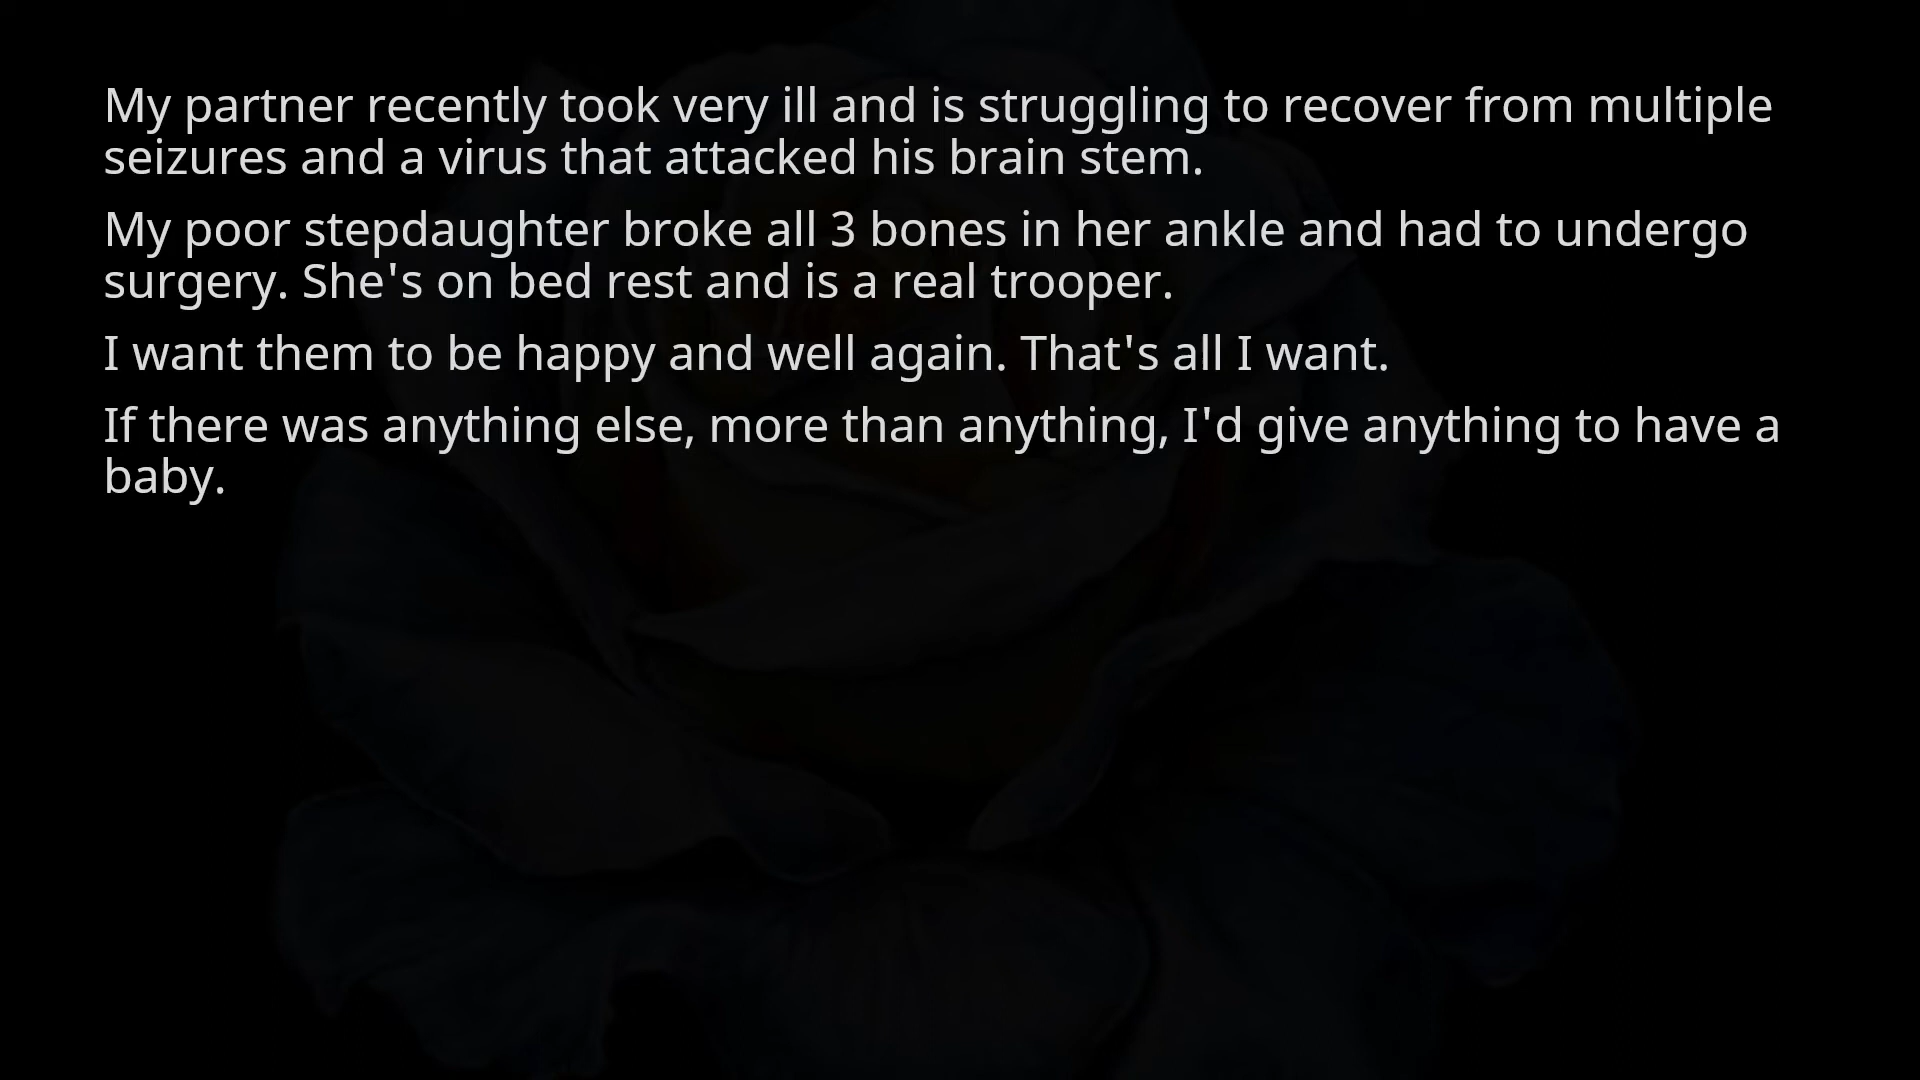 My partner recently took very ill and is struggling to recover from multiple
seizures and a virus that attacked his brain stem.
My poor stepdaughter broke all 3 bones in her ankle and had to undergo
surgery. She's on bed rest and is a real trooper.
I want them to be happy and well again. That's all I want.
If there was anything else, more than anything, I'd give anything to have a
baby.